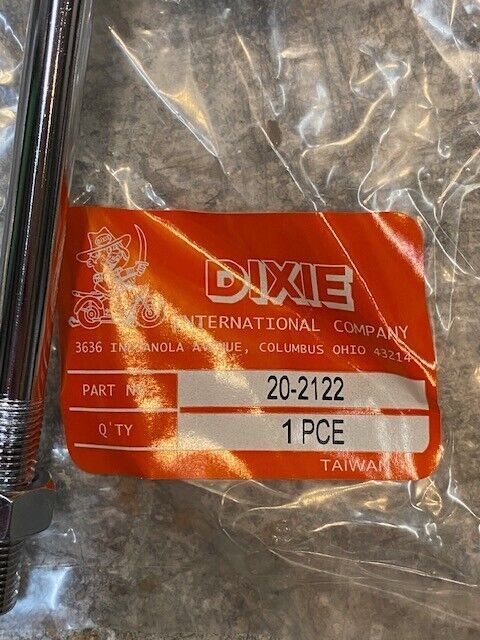 DIXIE
INTERNATIONAL COMPANY
3636 INDIANOLA AVENUE, COLUMBUS OHIO 43214
PART NO. 20-2122
Q'TY 1 PCE
TAIWAN